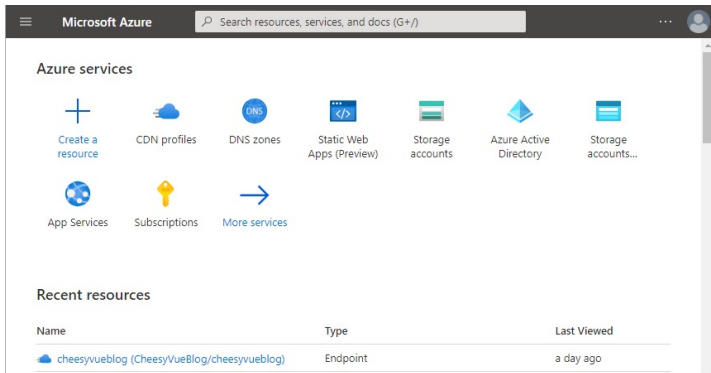 Microsoft Azure
Search resources, services, and docs (G+/)
...
Azure services
Create a resource
CDN profiles
DNS
DNS zones
Static Web Apps (Preview)
Storage accounts
Azure Active Directory
Storage accounts...
App Services
Subscriptions
More services
Recent resources
Name Type Last Viewed
cheesyvueblog (CheesyVueBlog/cheesyvueblog) Endpoint a day ago